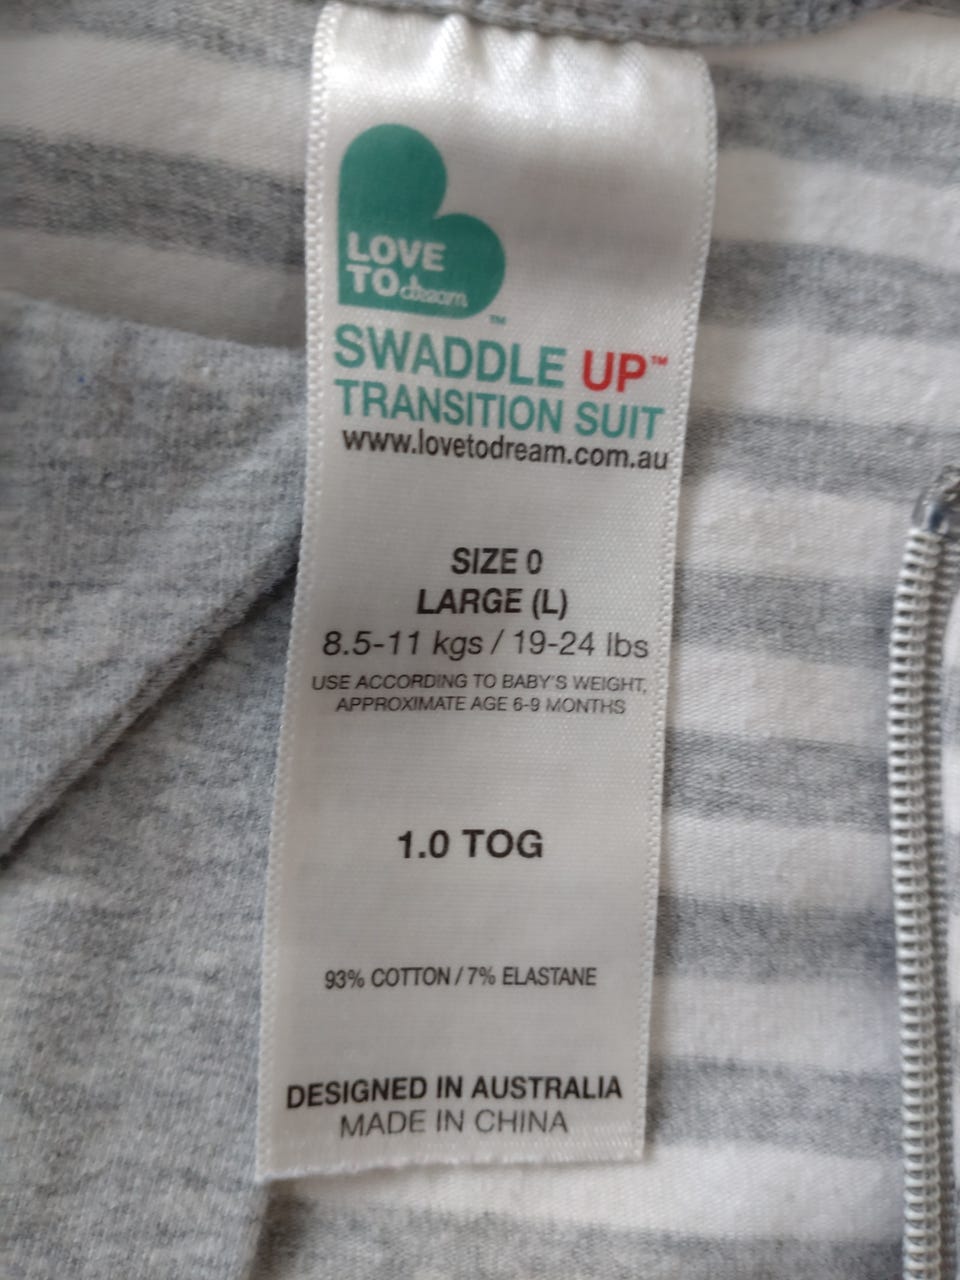 LOVE
TO dream™
SWADDLE UP™
TRANSITION SUIT
www.lovetodream.com.au
SIZE 0
LARGE (L)
8.5-11 kgs / 19-24 lbs
USE ACCORDING TO BABY'S WEIGHT,
APPROXIMATE AGE 6-9 MONTHS
1.0 TOG
93% COTTON / 7% ELASTANE
DESIGNED IN AUSTRALIA
MADE IN CHINA